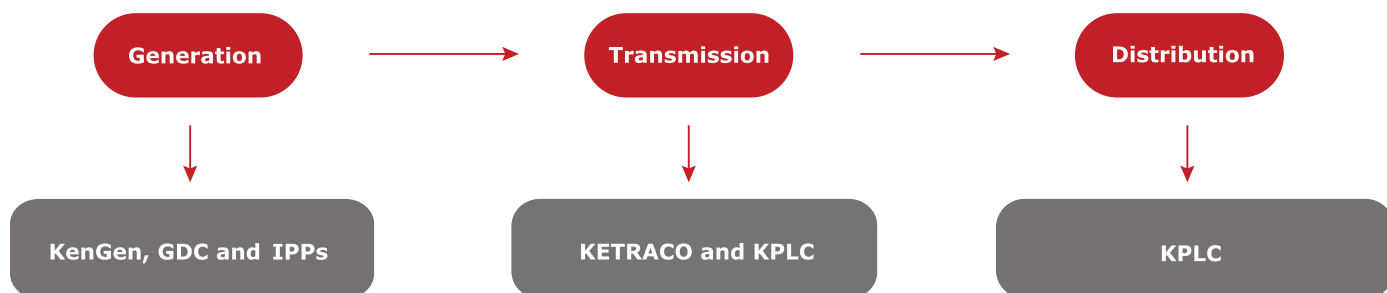 Generation
Transmission
Distribution
KenGen, GDC and IPPs
KETRACO and KPLC
KPLC